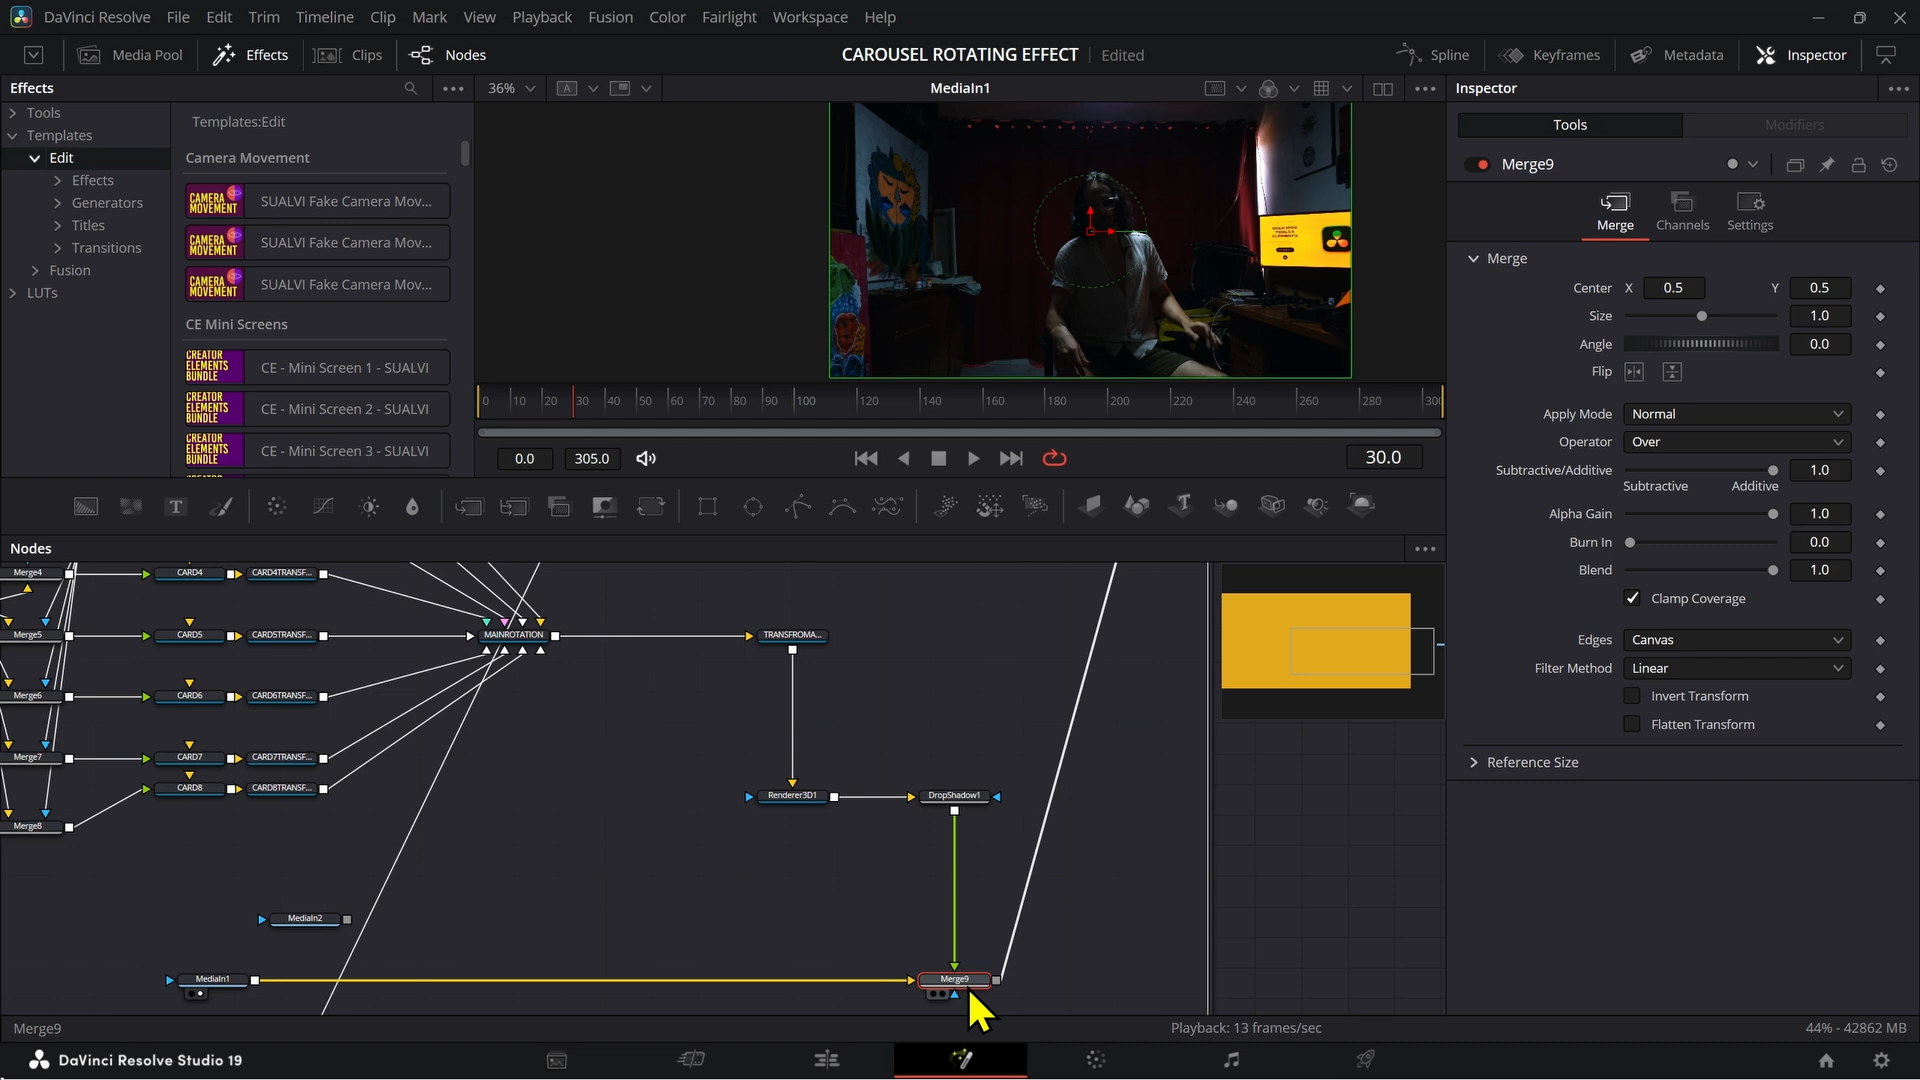 DaVinci Resolve File Edit Trim Timeline Clip Mark View Playback Fusion Color Fairlight Workspace Help
Media Pool Effects Clips Nodes CAROUSEL ROTATING EFFECT Edited Spline Keyframes Metadata Inspector
Effects 36% A MediaIn1 Inspector
Tools
Templates
Edit
Effects
Generators
Titles
Transitions
Fusion
LUTs
Templates:Edit
Camera Movement
CAMERA MOVEMENT SUALVI Fake Camera Mov...
CAMERA MOVEMENT SUALVI Fake Camera Mov...
CAMERA MOVEMENT SUALVI Fake Camera Mov...
CE Mini Screens
CREATOR ELEMENTS BUNDLE CE - Mini Screen 1 - SUALVI
CREATOR ELEMENTS BUNDLE CE - Mini Screen 2 - SUALVI
CREATOR ELEMENTS BUNDLE CE - Mini Screen 3 - SUALVI
0 10 20 30 40 50 60 70 80 90 100 120 140 160 180 200 220 240 260 280 300
0.0 305.0 30.0
Nodes
Merge4 CARD4 CARD4TRANSF...
Merge5 CARD5 CARD5TRANSF... MAINROTATION TRANSFROMA...
Merge6 CARD6 CARD6TRANSF...
Merge7 CARD7 CARD7TRANSF...
CARD8 CARD8TRANSF... Renderer3D1 DropShadow1
Merge8
MediaIn2
MediaIn1 Merge9
Tools Modifiers
Merge9
Merge Channels Settings
Merge
Center X 0.5 Y 0.5
Size 1.0
Angle 0.0
Flip
Apply Mode Normal
Operator Over
Subtractive/Additive 1.0
Subtractive Additive
Alpha Gain 1.0
Burn In 0.0
Blend 1.0
Clamp Coverage
Edges Canvas
Filter Method Linear
Invert Transform
Flatten Transform
Reference Size
Merge9 Playback: 13 frames/sec 44% - 42862 MB
DaVinci Resolve Studio 19